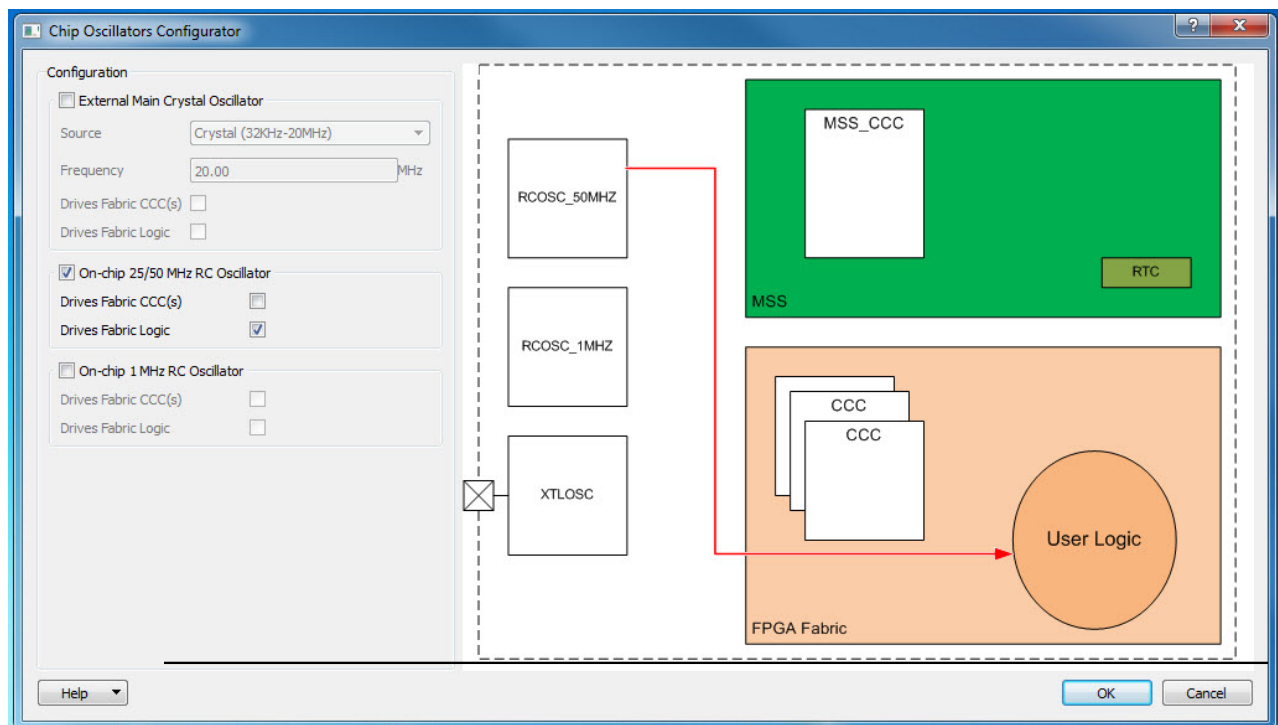 Chip Oscillators Configurator
?
X
Configuration
External Main Crystal Oscillator
Source
Crystal (32KHz-20MHz)
Frequency
20.00
MHz
Drives Fabric CCC(s)
Drives Fabric Logic
On-chip 25/50 MHz RC Oscillator
Drives Fabric CCC(s)
Drives Fabric Logic
On-chip 1 MHz RC Oscillator
Drives Fabric CCC(s)
Drives Fabric Logic
RCOSC_50MHZ
RCOSC_1MHZ
XTLOSC
MSS_CCC
RTC
MSS
CCC
CCC
User Logic
FPGA Fabric
Help
OK
Cancel